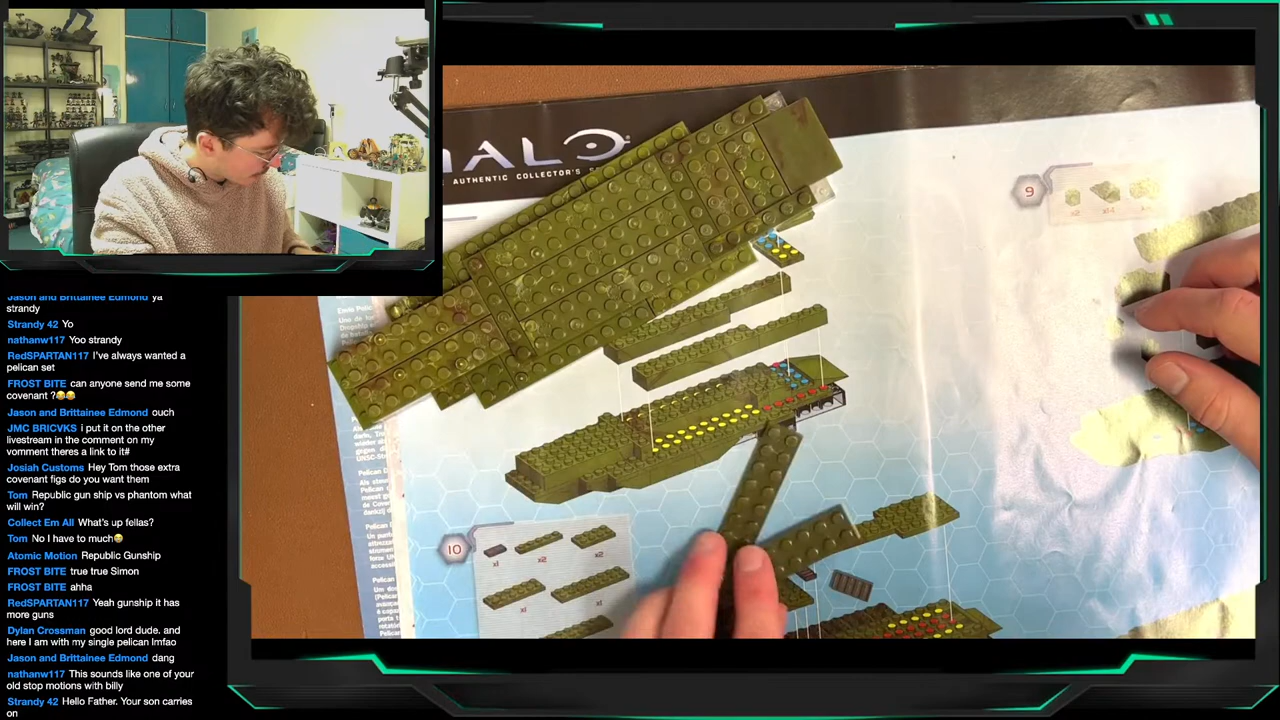 Jason and Brittainee Edmond ya
strandy
Strandy 42 Yo
nathanw117 Yoo strandy
RedSPARTAN117 I've always wanted a
pelican set
FROST BITE can anyone send me some
covenant ?😂😂
Jason and Brittainee Edmond ouch
JMC BRICVKS i put it on the other
livestream in the comment on my
vomment theres a link to it#
Josiah Customs Hey Tom those extra
covenant figs do you want them
Tom Republic gun ship vs phantom what
will win?
Collect Em All What's up fellas?
Tom No I have to much😓
Atomic Motion Republic Gunship
FROST BITE true true Simon
FROST BITE ahha
RedSPARTAN117 Yeah gunship it has
more guns
Dylan Crossman good lord dude. and
here I am with my single pelican lmfao
Jason and Brittainee Edmond dang
nathanw117 This sounds like one of your
old stop motions with billy
Strandy 42 Hello Father. Your son carries
on
HALO
AUTHENTIC COLLECTOR'S
9
x2
x14
10
x1
x2
x2
x1
x1